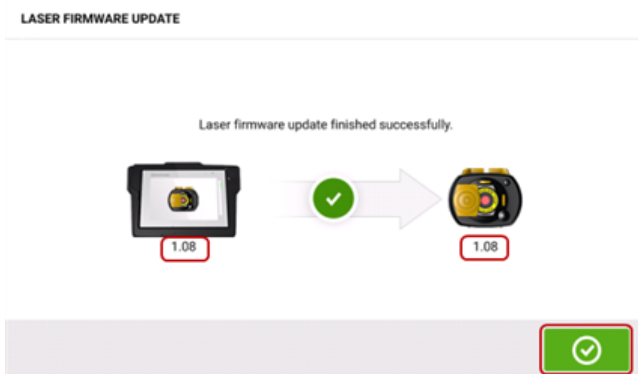 LASER FIRMWARE UPDATE
Laser firmware update finished successfully.
1.08
1.08